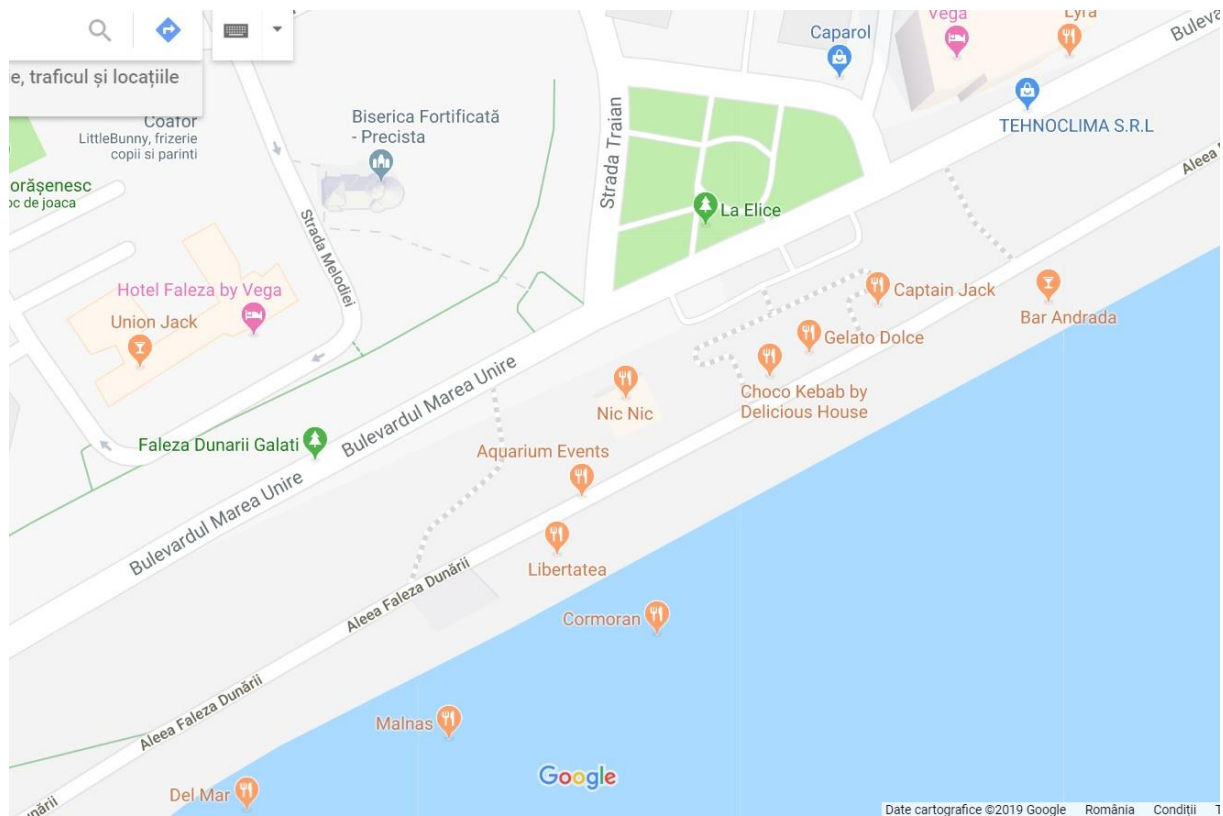 Vega
Lyra
Caparol
Buleva
e, traficul și locațiile
TEHNOCLIMA S.R.L
Coafor
LittleBunny, frizerie
copii si parinti
Biserica Fortificată
- Precista
Strada Traian
Aleea
orășenesc
oc de joaca
La Elice
Strada Melodiei
Hotel Faleza by Vega
Captain Jack
Union Jack
Bar Andrada
Gelato Dolce
Bulevardul Marea Unire
Choco Kebab by
Delicious House
Nic Nic
Faleza Dunarii Galati
Aquarium Events
Bulevardul Marea Unire
Libertatea
Aleea Faleza Dunării
Cormoran
Aleea Faleza Dunării
Malnas
Google
Del Mar
unării
Date cartografice ©2019 Google România Condiții